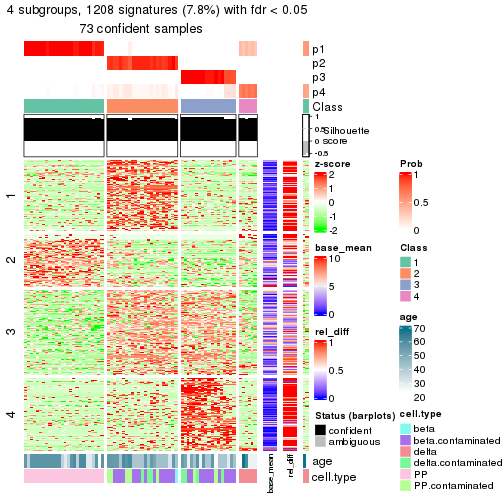 4 subgroups, 1208 signatures (7.8%) with fdr < 0.05
73 confident samples
p1
p2
p3
p4
Class
1
0.5
0
-0.5
Silhouette
score
1
2
3
4
z-score
2
1
0
-1
-2
base_mean
10
5
0
rel_diff
1
0.5
0
Status (barplots)
confident
ambiguous
Prob
1
0.5
0
Class
1
2
3
4
age
70
60
50
40
30
20
cell.type
beta
beta.contaminated
delta
delta.contaminated
PP
PP.contaminated
age
cell.type
base_mean
rel_diff